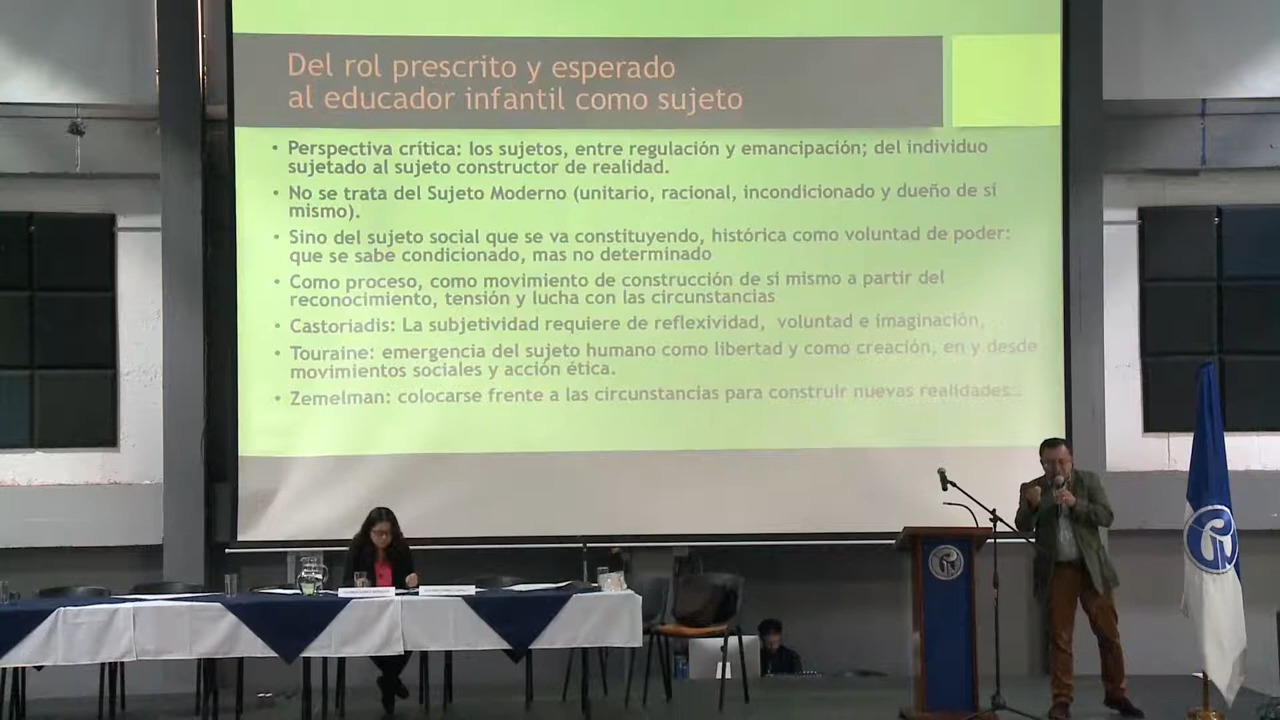 Del rol prescrito y esperado
al educador infantil como sujeto
• Perspectiva crítica: los sujetos, entre regulación y emancipación; del individuo
sujetado al sujeto constructor de realidad.
• No se trata del Sujeto Moderno (unitario, racional, incondicionado y dueño de sí
mismo).
• Sino del sujeto social que se va constituyendo, histórica como voluntad de poder:
que se sabe condicionado, mas no determinado
• Como proceso, como movimiento de construcción de si mismo a partir del
reconocimiento, tensión y lucha con las circunstancias
• Castoriadis: La subjetividad requiere de reflexividad, voluntad e imaginación,
• Touraine: emergencia del sujeto humano como libertad y como creación, en y desde
movimientos sociales y acción ética.
• Zemelman: colocarse frente a las circunstancias para construir nuevas realidades…